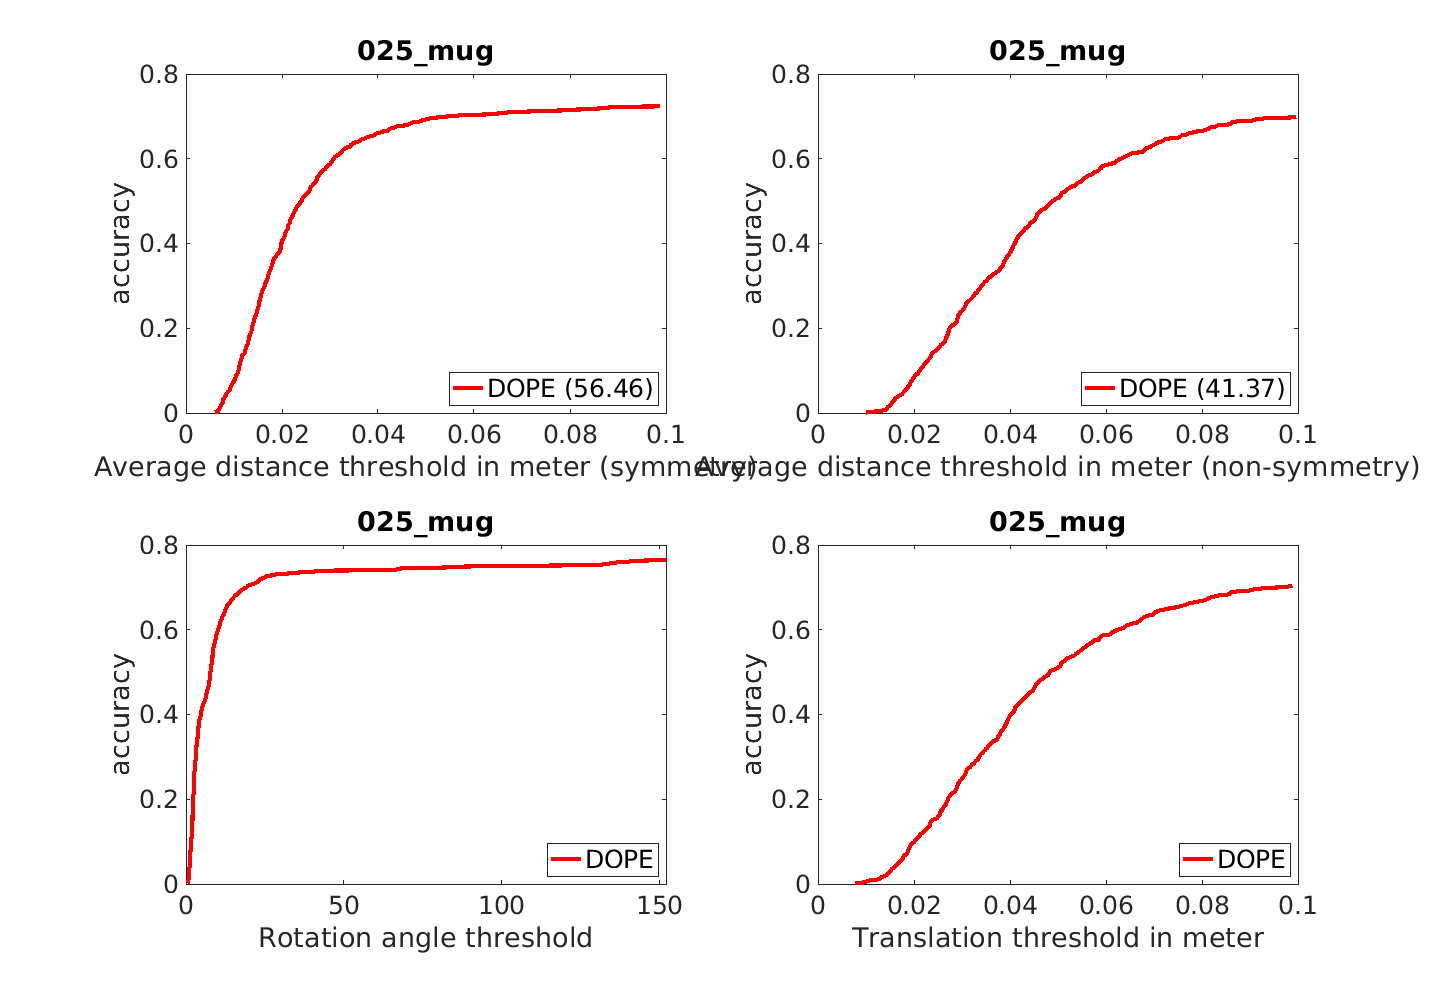 025_mug
0.8
0.6
0.4
0.2
0
accuracy
DOPE (56.46)
0 0.02 0.04 0.06 0.08 0.1
Average distance threshold in meter (symmetry)
025_mug
0.8
0.6
0.4
0.2
0
accuracy
DOPE (41.37)
0 0.02 0.04 0.06 0.08 0.1
Average distance threshold in meter (non-symmetry)
025_mug
0.8
0.6
0.4
0.2
0
accuracy
DOPE
0 50 100 150
Rotation angle threshold
025_mug
0.8
0.6
0.4
0.2
0
accuracy
DOPE
0 0.02 0.04 0.06 0.08 0.1
Translation threshold in meter